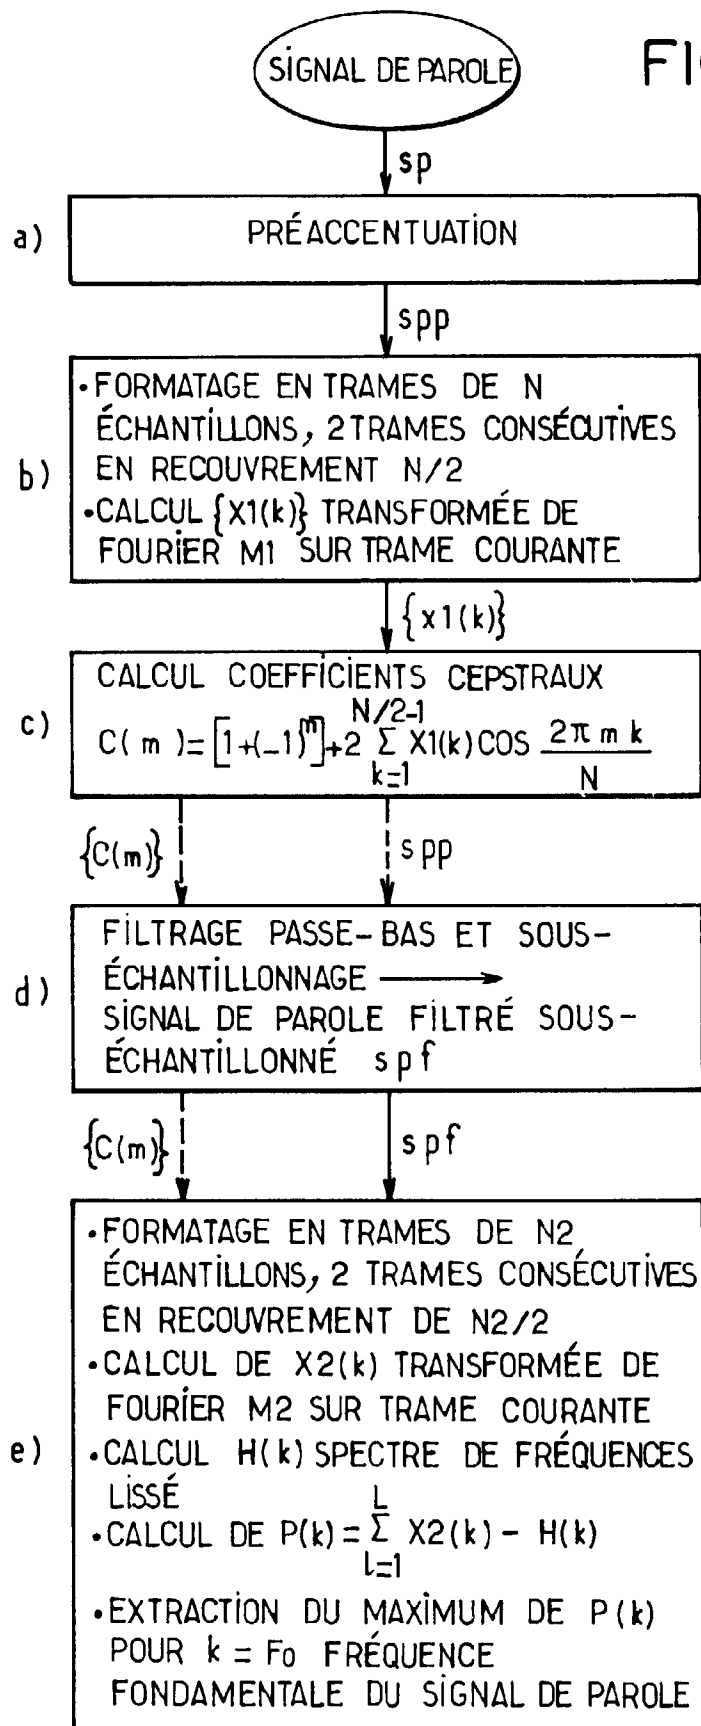 SIGNAL DE PAROLE
FI
sp
a)
PRÉACCENTUATION
spp
b)
•FORMATAGE EN TRAMES DE N
ÉCHANTILLONS, 2 TRAMES CONSÉCUTIVES
EN RECOUVREMENT N/2
•CALCUL {X1(k)} TRANSFORMÉE DE
FOURIER M1 SUR TRAME COURANTE
{x1(k)}
c)
CALCUL COEFFICIENTS CEPSTRAUX
C(m)=[1+(-1)^m]+2 Σ_{k=1}^{N/2-1} X1(k)COS 2πmk/N
{C(m)}
spp
d)
FILTRAGE PASSE-BAS ET SOUS-
ÉCHANTILLONNAGE →
SIGNAL DE PAROLE FILTRÉ SOUS-
ÉCHANTILLONNÉ spf
{C(m)}
spf
e)
•FORMATAGE EN TRAMES DE N2
ÉCHANTILLONS, 2 TRAMES CONSÉCUTIVES
EN RECOUVREMENT DE N2/2
•CALCUL DE X2(k) TRANSFORMÉE DE
FOURIER M2 SUR TRAME COURANTE
•CALCUL H(k) SPECTRE DE FRÉQUENCES
LISSÉ
•CALCUL DE P(k)= Σ_{l=1}^{L} X2(k) - H(k)
•EXTRACTION DU MAXIMUM DE P(k)
POUR k = F0 FRÉQUENCE
FONDAMENTALE DU SIGNAL DE PAROLE